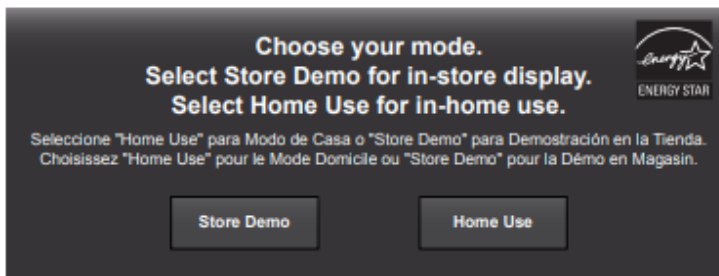 Choose your mode.
Select Store Demo for in-store display.
Select Home Use for in-home use.
energy
ENERGY STAR
Seleccione "Home Use" para Modo de Casa o "Store Demo" para Demostración en la Tienda.
Choisissez "Home Use" pour le Mode Domicile ou "Store Demo" pour la Démo en Magasin.
Store Demo
Home Use